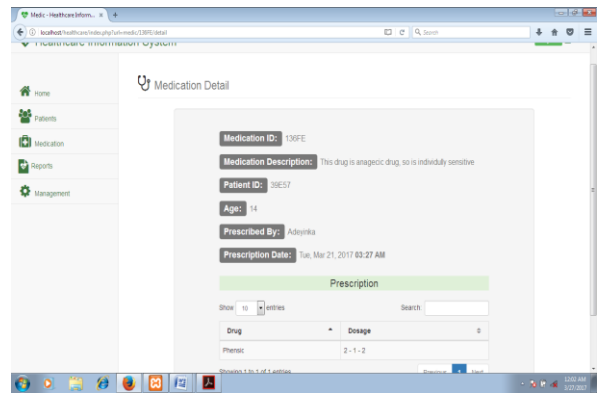 Medic - Healthcare Inform... × +
localhost/healthcare/index.php?url=medic/136FE/detail
Search
Healthcare Information System
Home
Patients
Medication
Reports
Management
Medication Detail
Medication ID: 136FE
Medication Description: This drug is anagecic drug, so is individully sensitive
Patient ID: 39E57
Age: 14
Prescribed By: Adeyinka
Prescription Date: Tue, Mar 21, 2017 03:27 AM
Prescription
Show 10 entries Search:
Drug Dosage
Phensic 2 - 1 - 2
Showing 1 to 1 of 1 entries Previous 1 Next
12:02 AM
3/27/2017